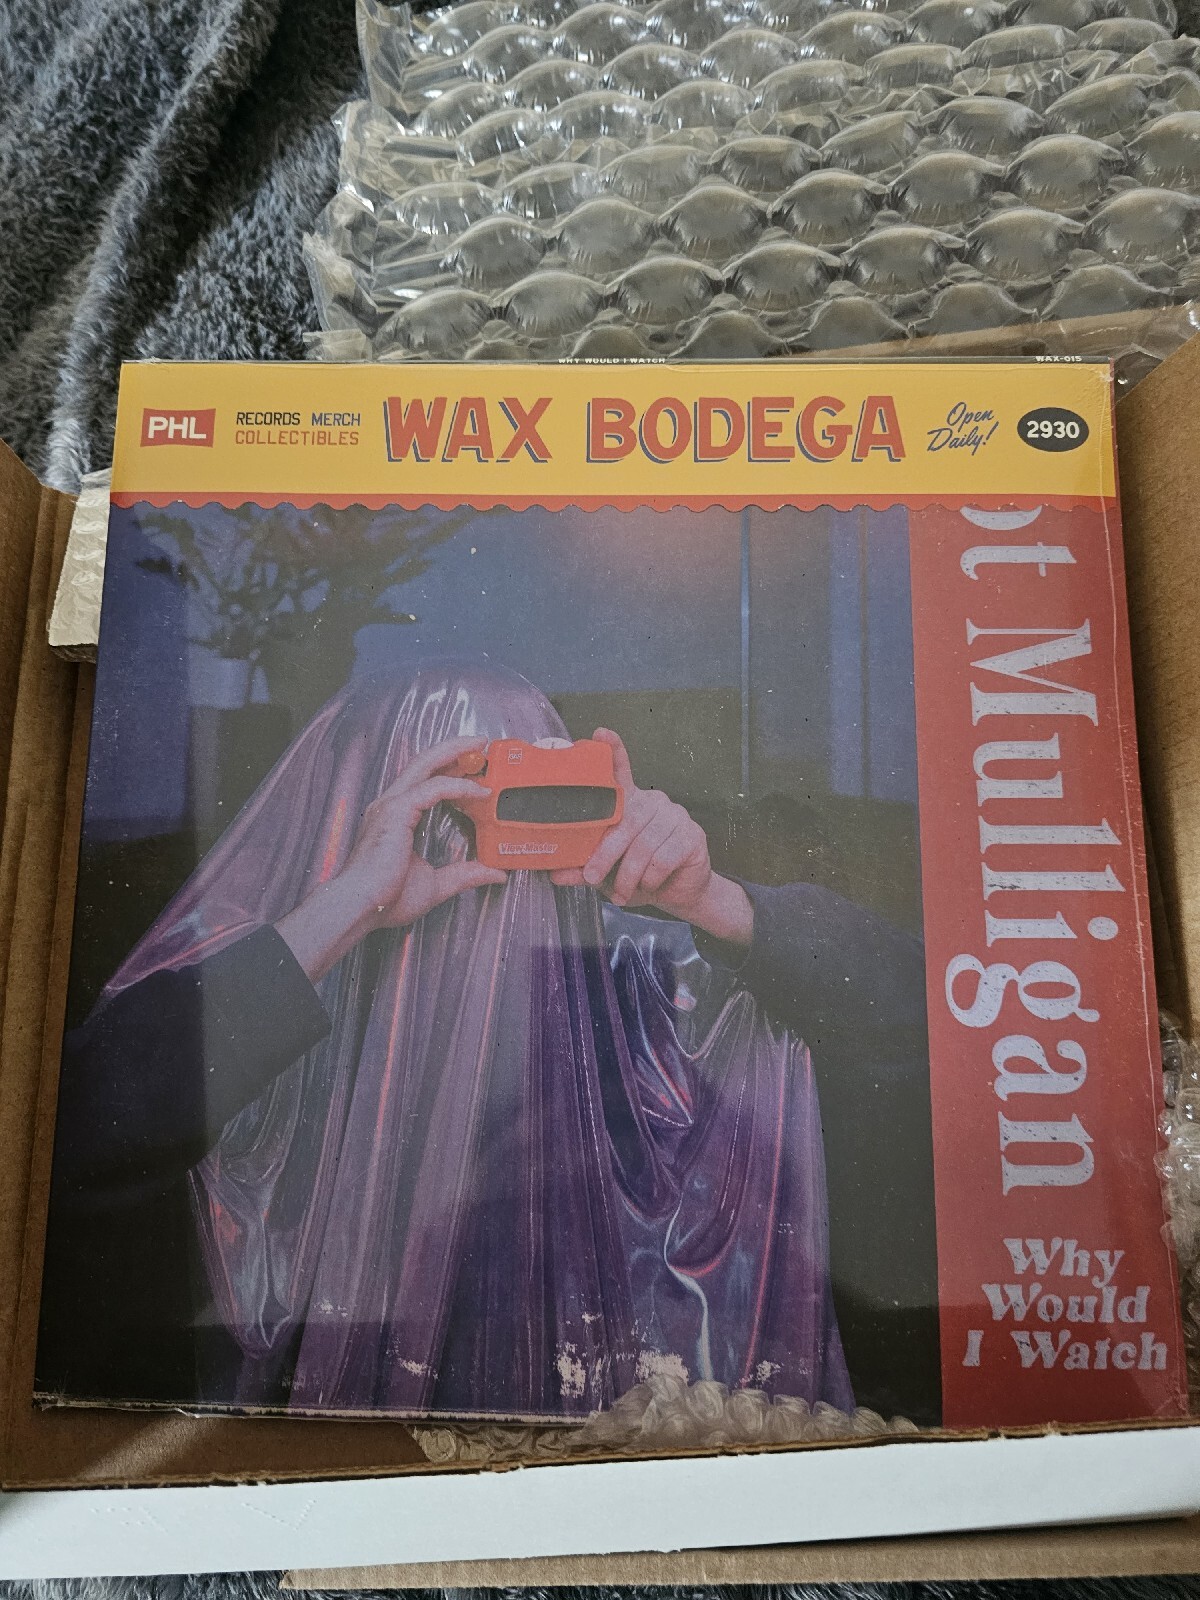 WHY WOULD I WATCH
WAX-015
PHL
RECORDS MERCH
COLLECTIBLES
WAX BODEGA
Open
Daily!
2930
ot Mulligan
View-Master
Why
Would
I Watch